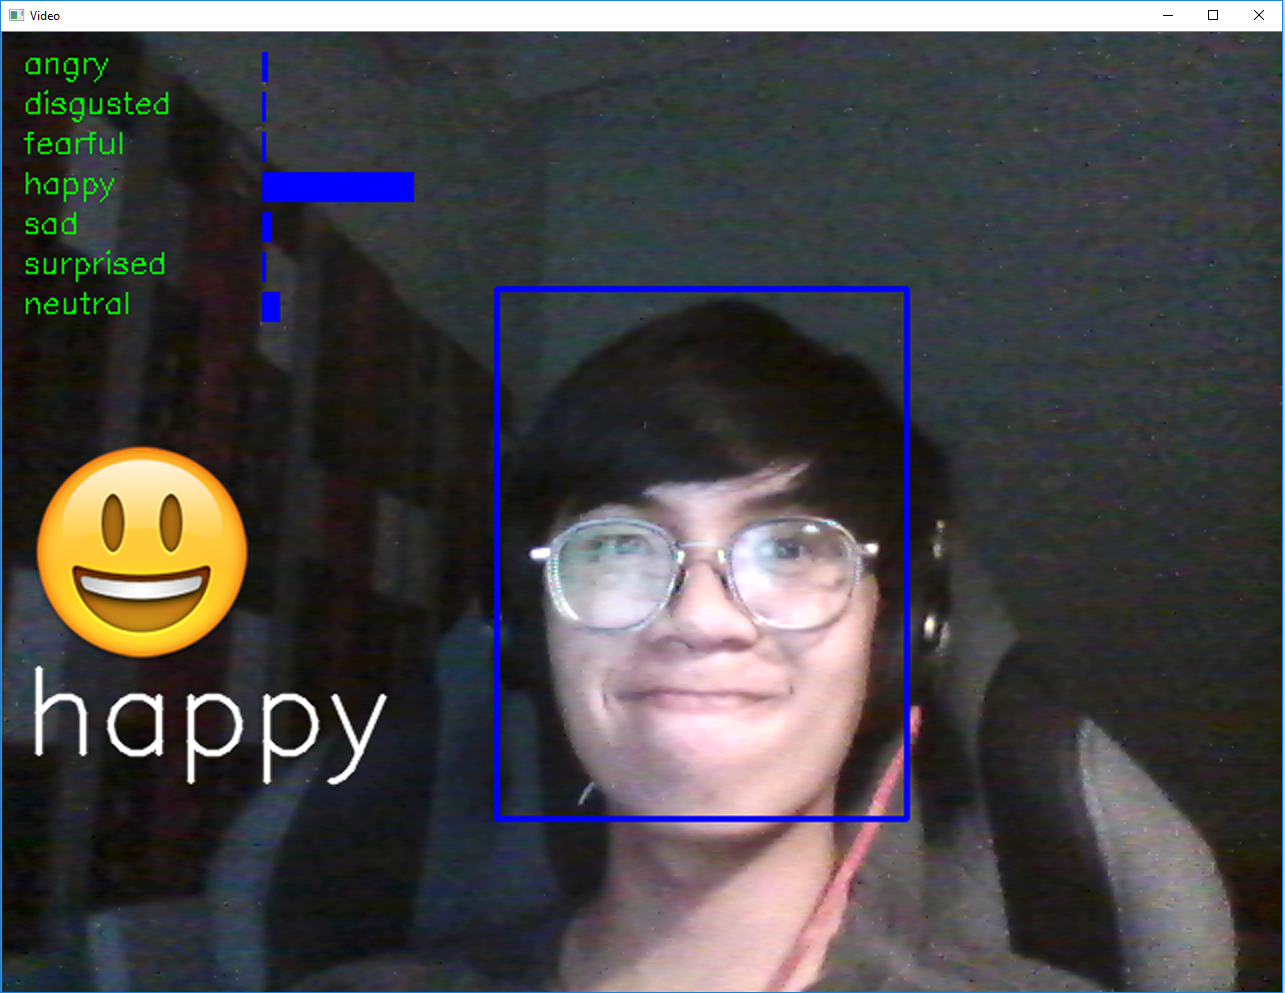 Video
angry
disgusted
fearful
happy
sad
surprised
neutral
happy